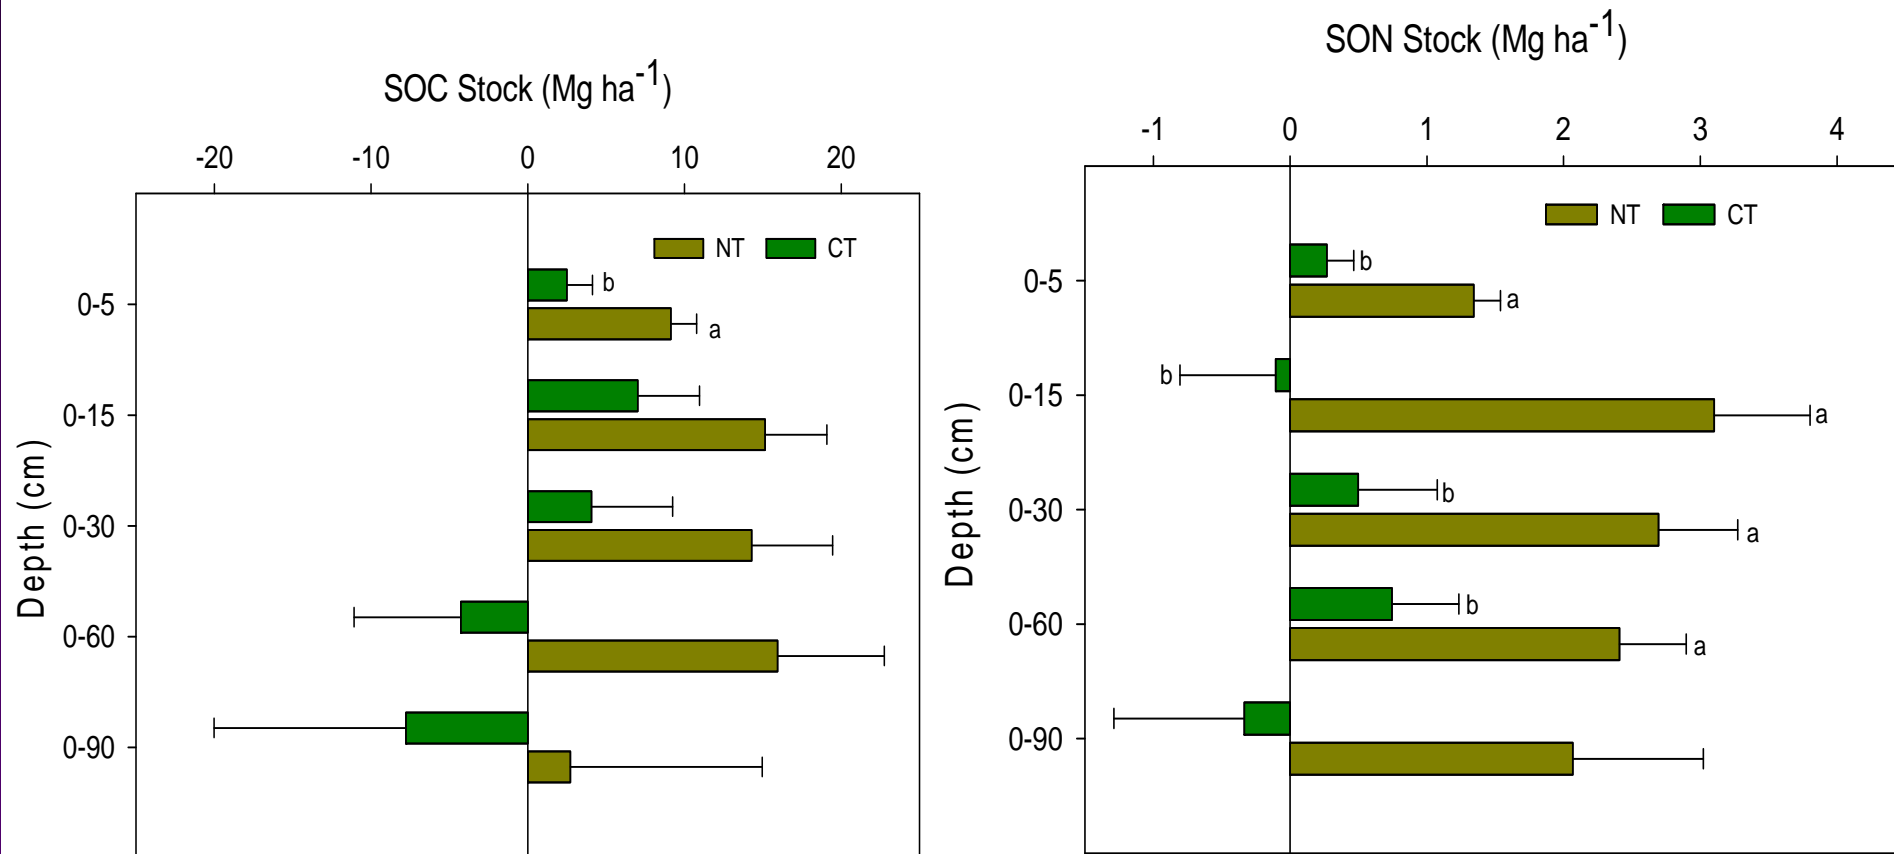 SOC Stock (Mg ha-1)
-20 -10 0 10 20
NT CT
b
0-5
a
0-15
0-30
0-60
0-90
Depth (cm)
SON Stock (Mg ha-1)
-1 0 1 2 3 4
NT CT
b
0-5
a
b
0-15
a
b
0-30
a
b
0-60
a
0-90
Depth (cm)